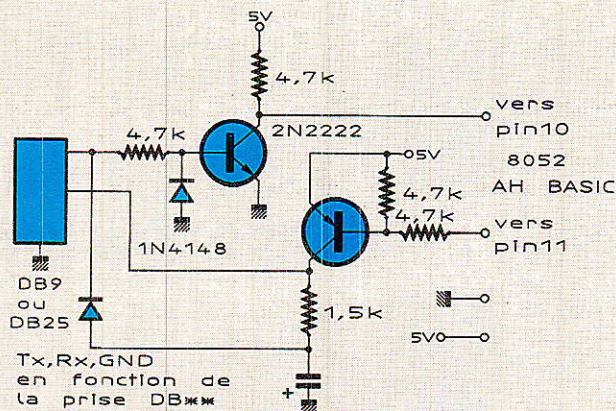 5V
4,7k
4,7k
2N2222
vers
pin10
5V
8052
AH BASIC
4,7k
4,7k
vers
pin11
1N4148
DB9
ou
DB25
1,5k
5V
Tx,Rx,GND
en fonction de
la prise DB**
+